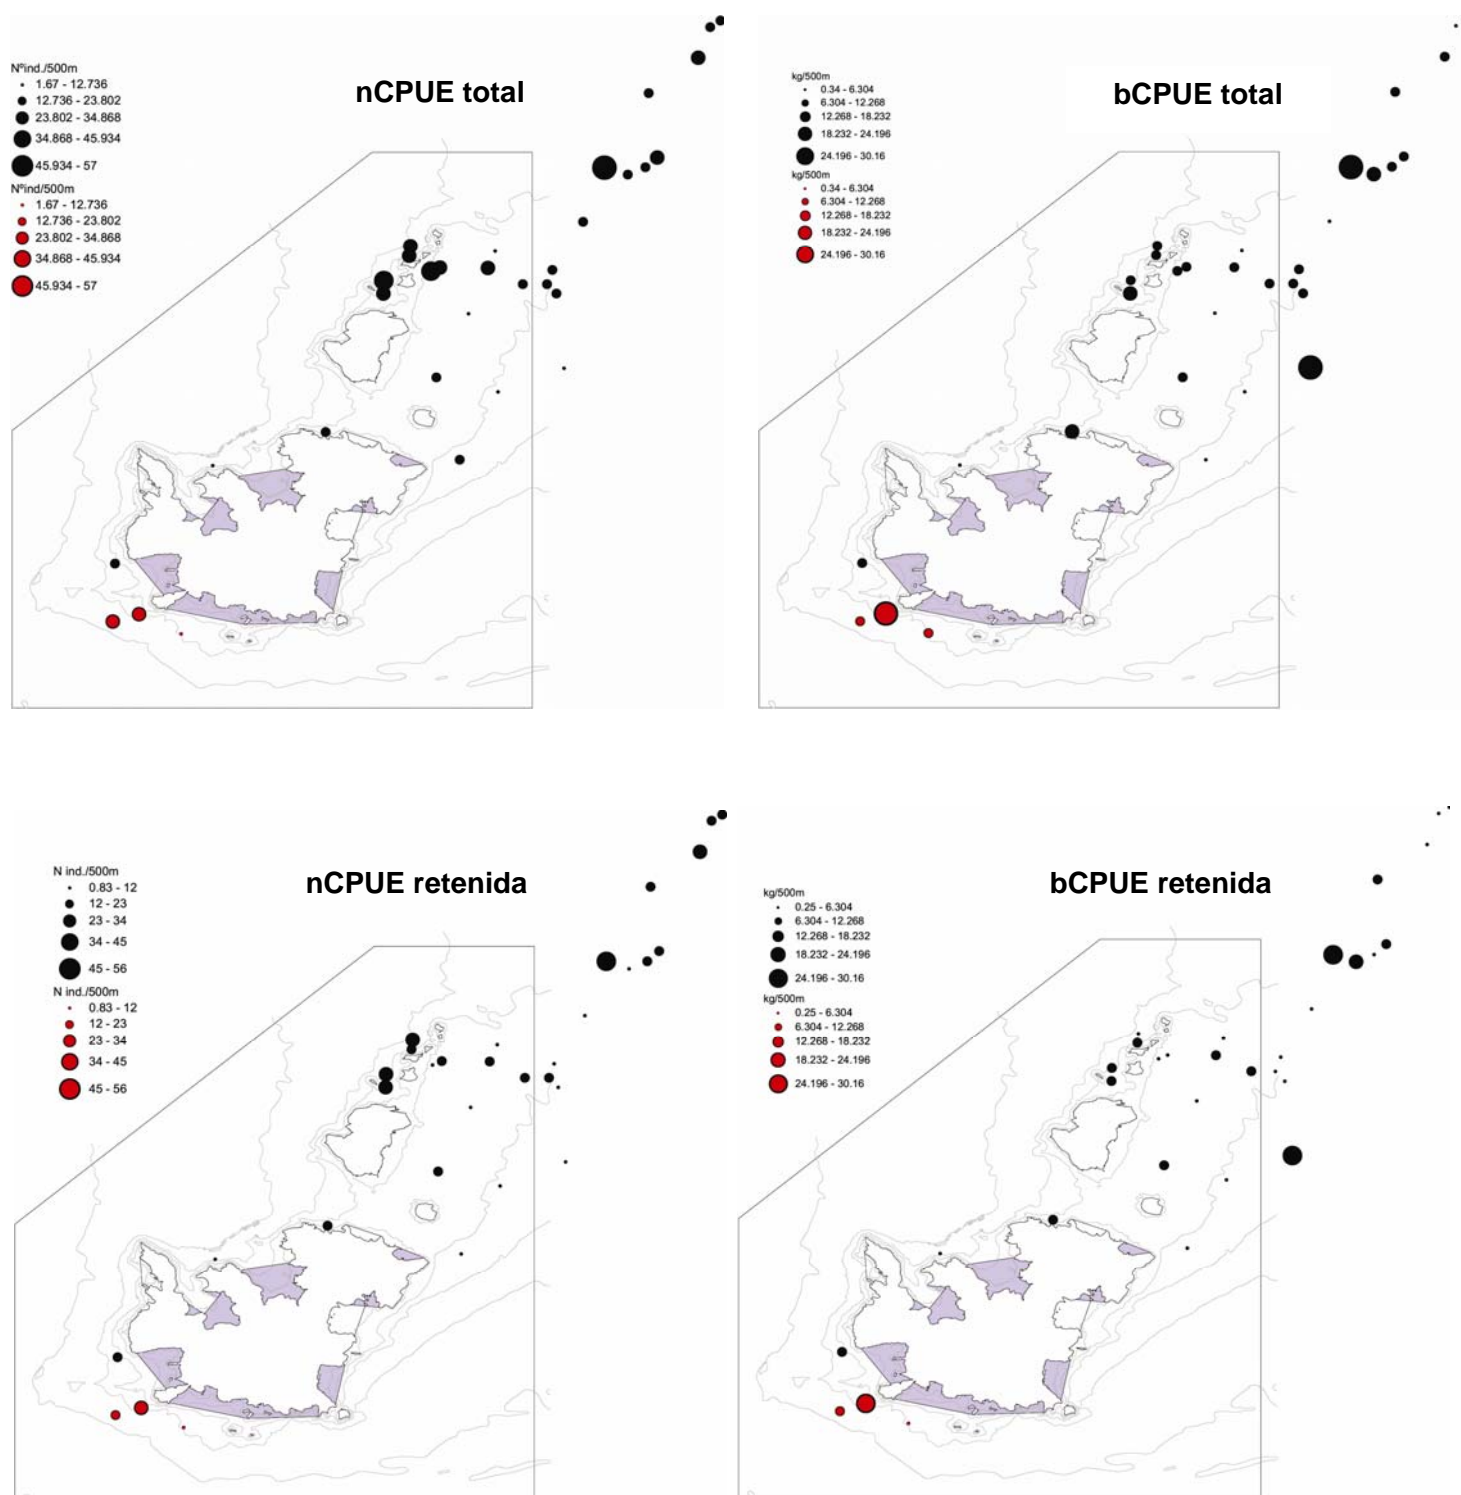 nCPUE total
Nºind./500m
1.67 - 12.736
12.736 - 23.802
23.802 - 34.868
34.868 - 45.934
45.934 - 57
Nºind/500m
1.67 - 12.736
12.736 - 23.802
23.802 - 34.868
34.868 - 45.934
45.934 - 57
bCPUE total
kg/500m
0.34 - 6.304
6.304 - 12.268
12.268 - 18.232
18.232 - 24.196
24.196 - 30.16
kg/500m
0.34 - 6.304
6.304 - 12.268
12.268 - 18.232
18.232 - 24.196
24.196 - 30.16
nCPUE retenida
N ind./500m
0.83 - 12
12 - 23
23 - 34
34 - 45
45 - 56
N ind./500m
0.83 - 12
12 - 23
23 - 34
34 - 45
45 - 56
bCPUE retenida
kg/500m
0.25 - 6.304
6.304 - 12.268
12.268 - 18.232
18.232 - 24.196
24.196 - 30.16
kg/500m
0.25 - 6.304
6.304 - 12.268
12.268 - 18.232
18.232 - 24.196
24.196 - 30.16